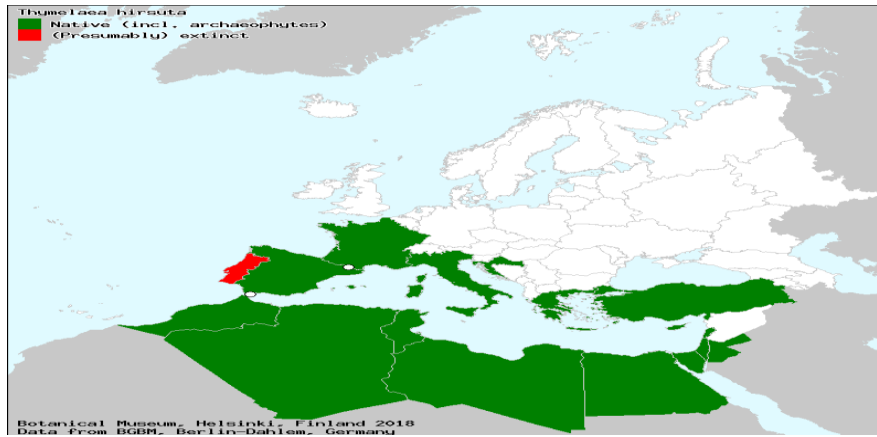 Thymelaea hirsuta
Native (incl. archaeophytes)
(Presumably) extinct
Botanical Museum, Helsinki, Finland 2018
Data from BGBM, Berlin-Dahlem, Germany